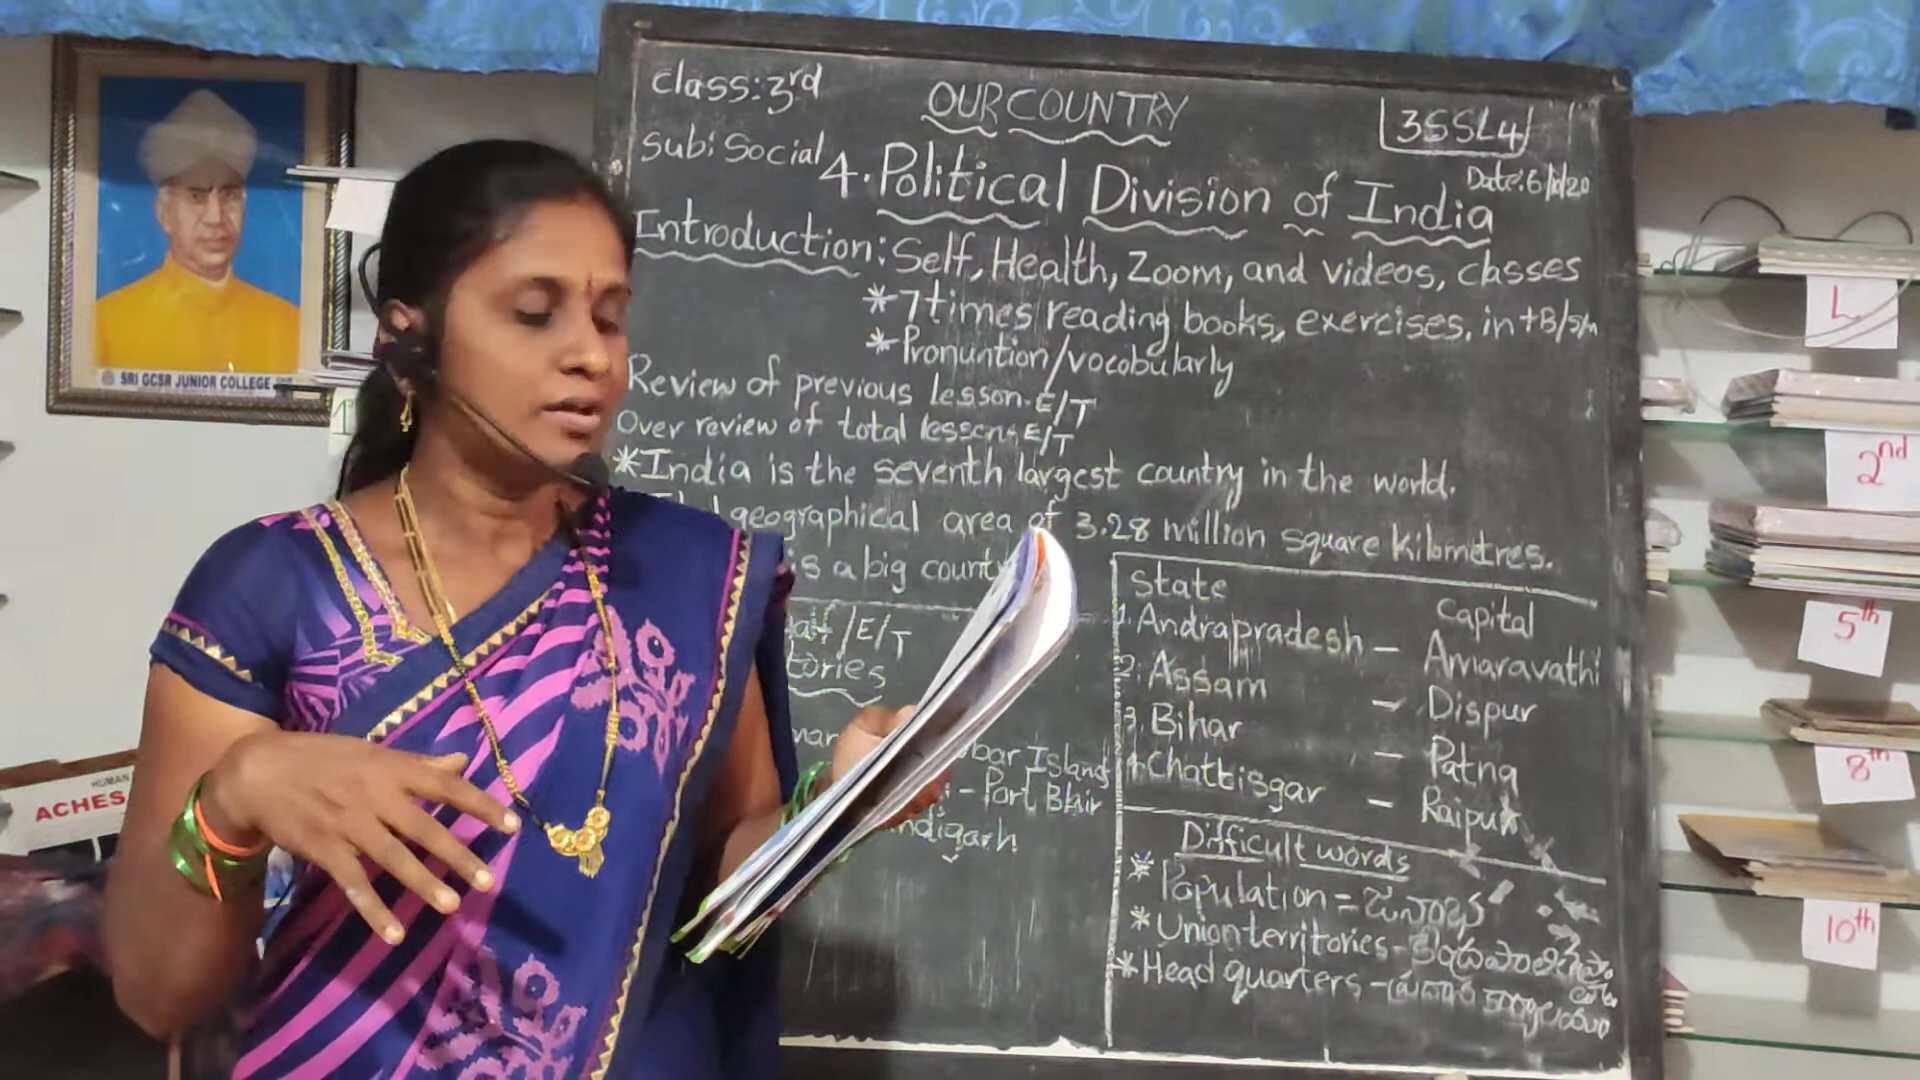 class: 3rd
OUR COUNTRY
3SSL4
Sub: Social
4. Political Division of India
Date: 6/10/20
Introduction: Self, Health, Zoom, and videos, classes
* 7 times reading books, exercises, in TB/S/m
* Pronuntion/vocobularly
Review of previous lesson. E/T
Over review of total lesson E/T
* India is the seventh largest country in the world.
geographical area of 3.28 million square kilometres.
is a big country
/E/T
tories
bar Island
- Port Blair
ndigarh
State Capital
1. Andrapradesh - Amaravathi
2. Assam - Dispur
3. Bihar - Patna
4. Chattisgar - Raipur
Difficult words
* Population =
* Union territories -
* Head quarters -
SRI GCSR JUNIOR COLLEGE
HUMAN
ACHES
L
2nd
5th
8th
10th